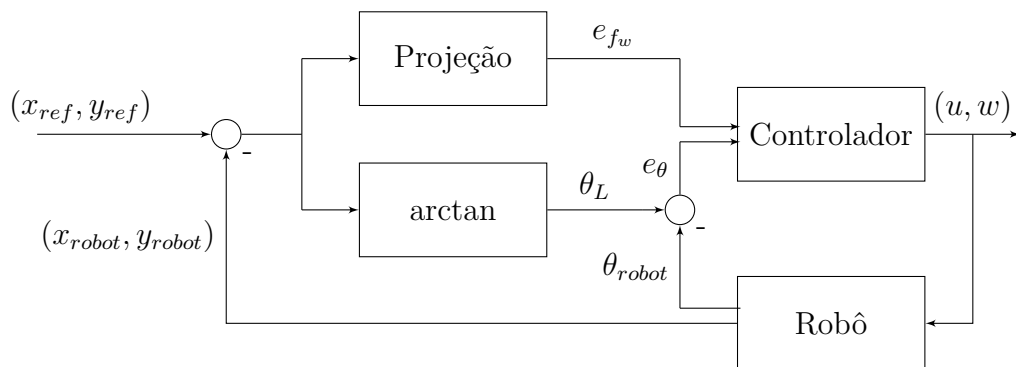 Projeção
e_{f_w}
(x_{ref}, y_{ref})
-
Controlador
(u, w)
arctan
θ_L
e_θ
-
(x_{robot}, y_{robot})
θ_{robot}
Robô